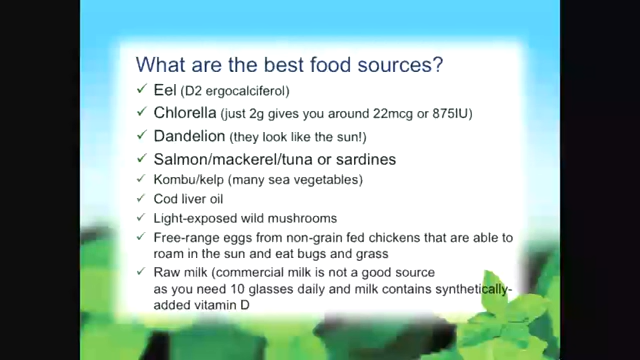 What are the best food sources?
✓ Eel (D2 ergocalciferol)
✓ Chlorella (just 2g gives you around 22mcg or 875IU)
✓ Dandelion (they look like the sun!)
✓ Salmon/mackerel/tuna or sardines
✓ Kombu/kelp (many sea vegetables)
✓ Cod liver oil
✓ Light-exposed wild mushrooms
✓ Free-range eggs from non-grain fed chickens that are able to
roam in the sun and eat bugs and grass
✓ Raw milk (commercial milk is not a good source
as you need 10 glasses daily and milk contains synthetically-
added vitamin D